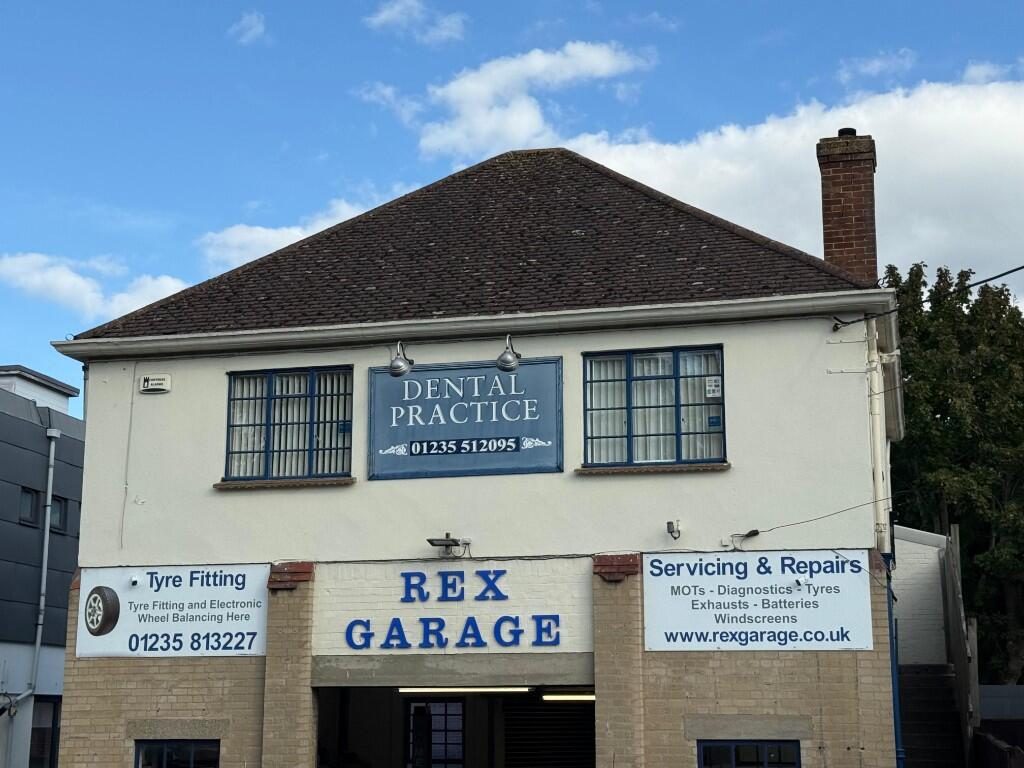 DENTAL
PRACTICE
01235 512095
Tyre Fitting
Tyre Fitting and Electronic
Wheel Balancing Here
01235 813227
REX
GARAGE
Servicing & Repairs
MOTs - Diagnostics - Tyres
Exhausts - Batteries
Windscreens
www.rexgarage.co.uk